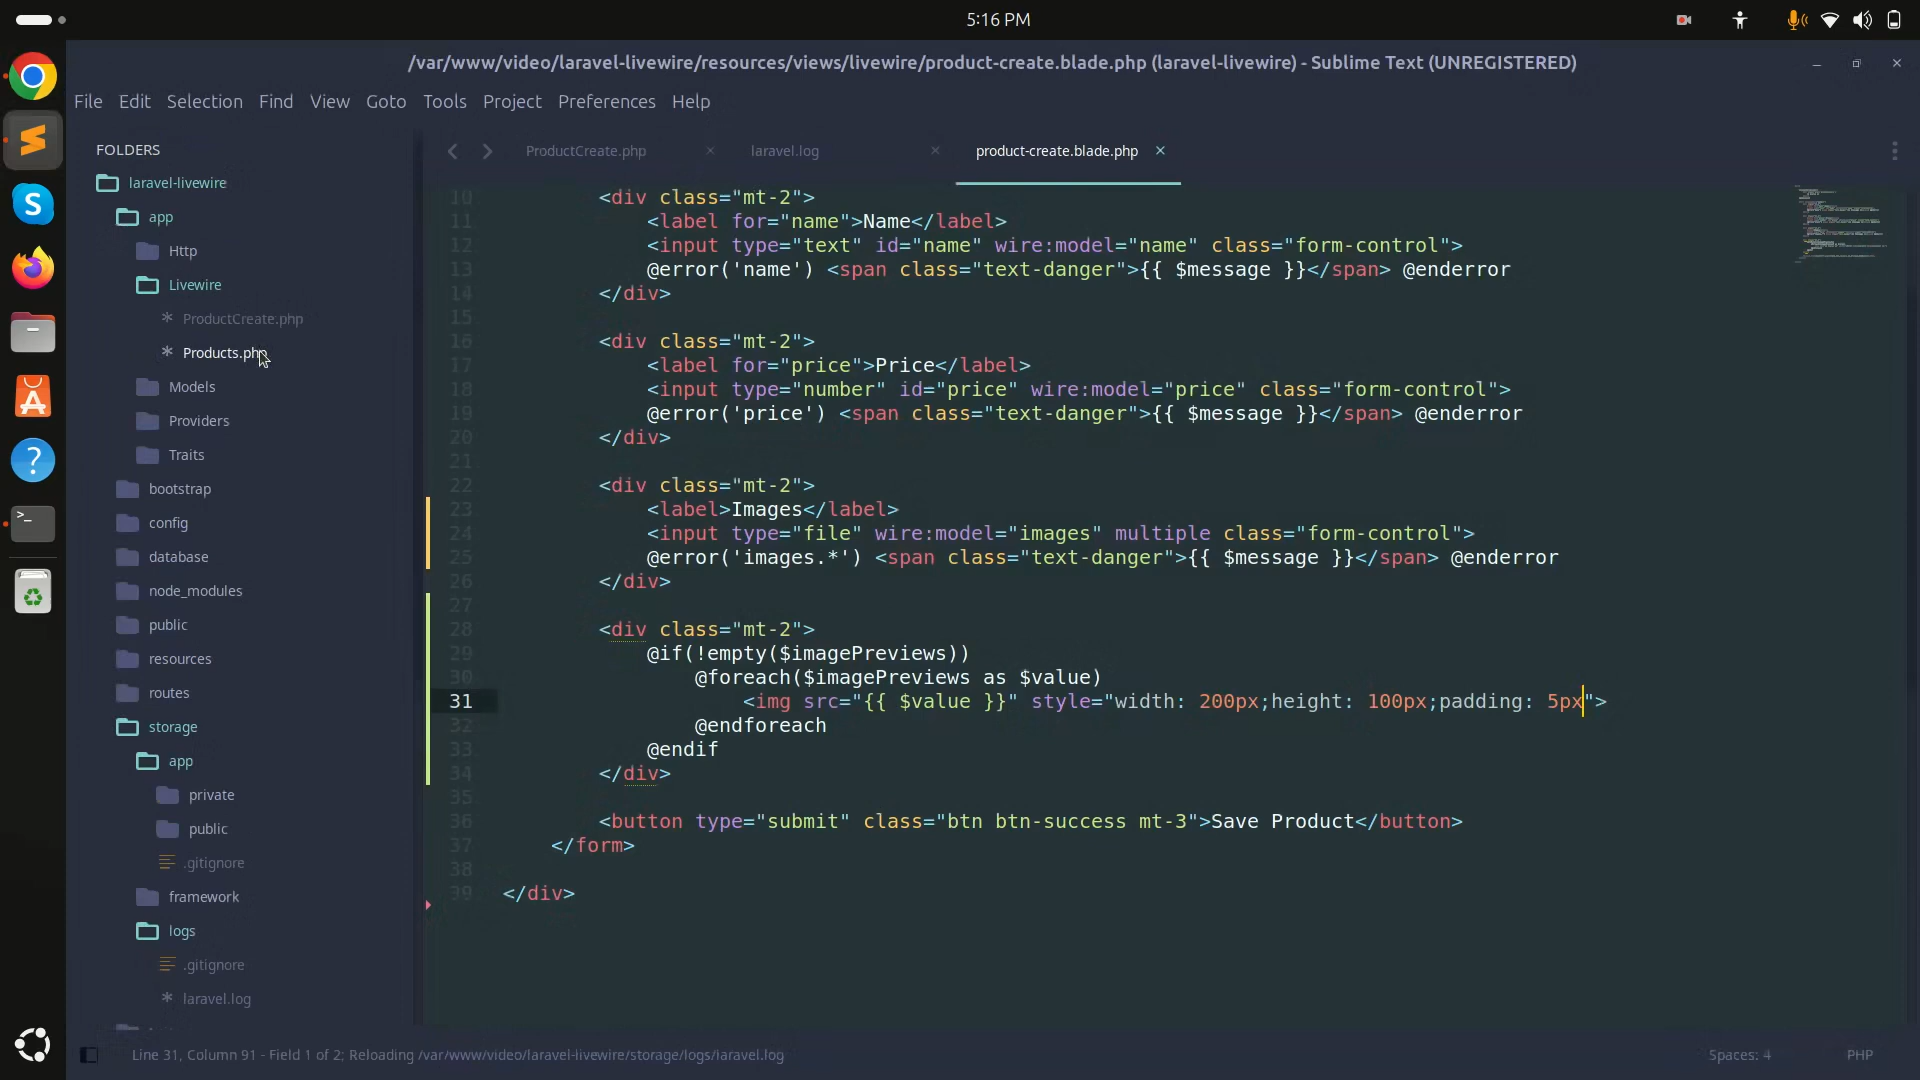 5:16 PM
/var/www/video/laravel-livewire/resources/views/livewire/product-create.blade.php (laravel-livewire) - Sublime Text (UNREGISTERED)
File Edit Selection Find View Goto Tools Project Preferences Help
FOLDERS
laravel-livewire
app
Http
Livewire
ProductCreate.php
Products.php
Models
Providers
Traits
bootstrap
config
database
node_modules
public
resources
routes
storage
app
private
public
.gitignore
framework
logs
.gitignore
laravel.log
ProductCreate.php laravel.log product-create.blade.php
10 <div class="mt-2">
11 <label for="name">Name</label>
12 <input type="text" id="name" wire:model="name" class="form-control">
13 @error('name') <span class="text-danger">{{ $message }}</span> @enderror
14 </div>
15
16 <div class="mt-2">
17 <label for="price">Price</label>
18 <input type="number" id="price" wire:model="price" class="form-control">
19 @error('price') <span class="text-danger">{{ $message }}</span> @enderror
20 </div>
21
22 <div class="mt-2">
23 <label>Images</label>
24 <input type="file" wire:model="images" multiple class="form-control">
25 @error('images.*') <span class="text-danger">{{ $message }}</span> @enderror
26 </div>
27
28 <div class="mt-2">
29 @if(!empty($imagePreviews))
30 @foreach($imagePreviews as $value)
31 <img src="{{ $value }}" style="width: 200px;height: 100px;padding: 5px">
32 @endforeach
33 @endif
34 </div>
35
36 <button type="submit" class="btn btn-success mt-3">Save Product</button>
37 </form>
38
39 </div>
Line 31, Column 91 - Field 1 of 2; Reloading /var/www/video/laravel-livewire/storage/logs/laravel.log
Spaces: 4 PHP